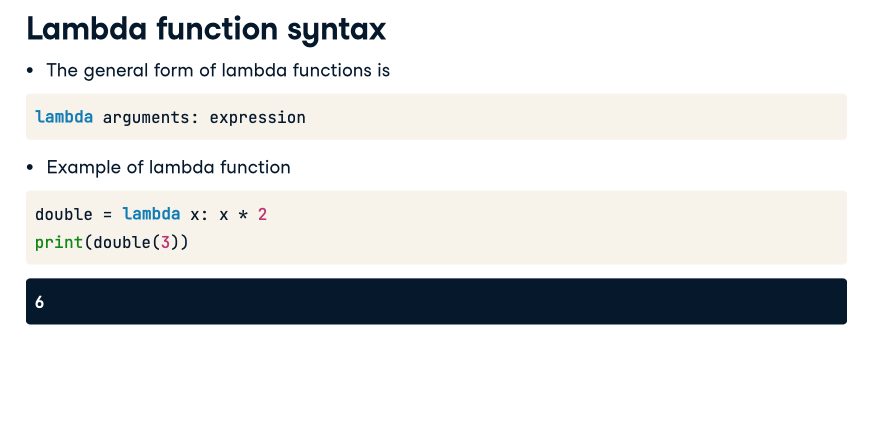 Lambda function syntax
• The general form of lambda functions is
lambda arguments: expression
• Example of lambda function
double = lambda x: x * 2
print(double(3))
6